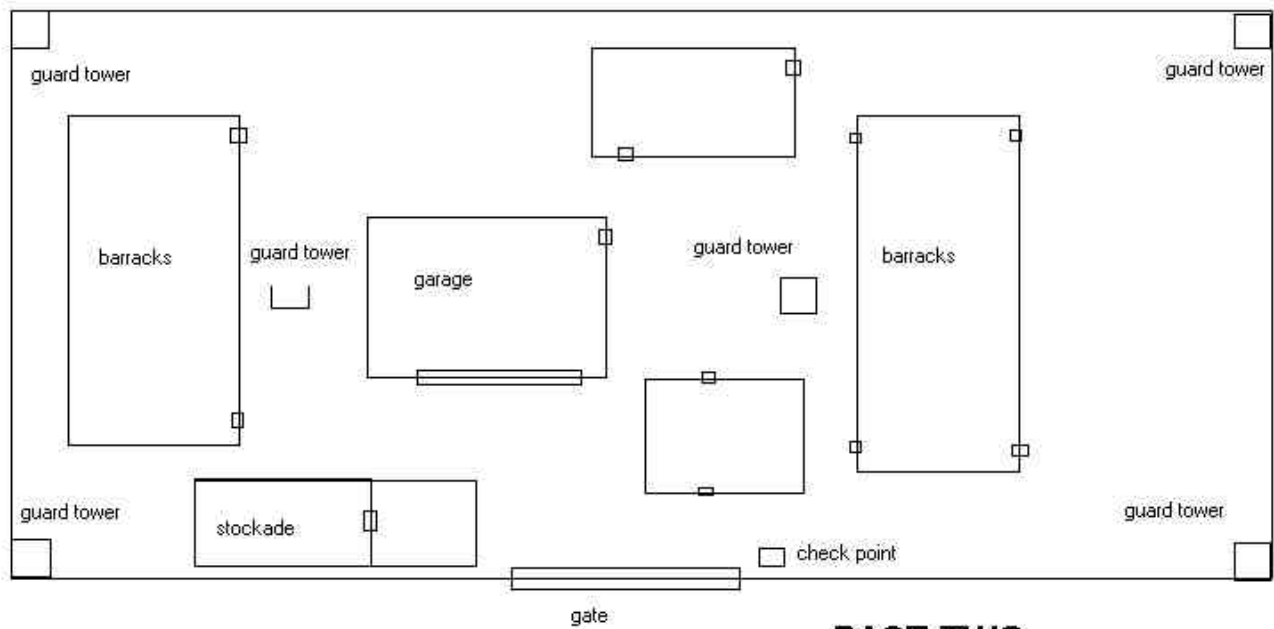 guard tower
guard tower
barracks
guard tower
garage
guard tower
barracks
guard tower
stockade
guard tower
check point
gate